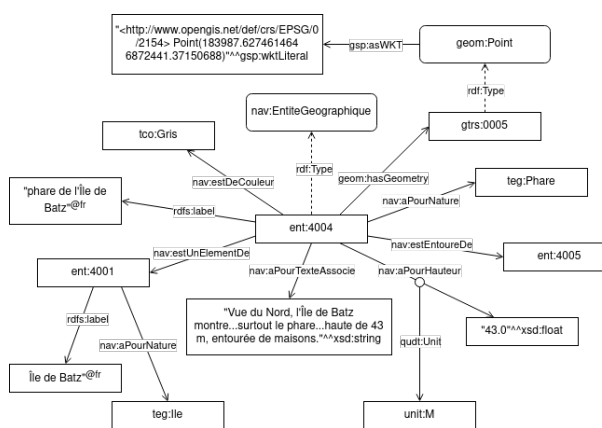 "<http://www.opengis.net/def/crs/EPSG/0
/2154> Point(183987.627461464
6872441.37150688)"^^gsp:wktLiteral
gsp:asWKT
geom:Point
rdf:Type
nav:EntiteGeographique
tco:Gris
gtrs:0005
rdf:Type
nav:estDeCouleur
geom:hasGeometry
teg:Phare
"phare de l'Île de
Batz"@fr
nav:aPourNature
rdfs:label
ent:4004
nav:estEntoureDe
nav:estUnElementDe
ent:4005
ent:4001
nav:aPourTexteAssocie
nav:aPourHauteur
rdfs:label
"Vue du Nord, l'Île de Batz
montre...surtout le phare...haute de 43
m, entourée de maisons."^^xsd:string
"43.0"^^xsd:float
qudt:Unit
nav:aPourNature
Île de Batz"@fr
teg:Ile
unit:M